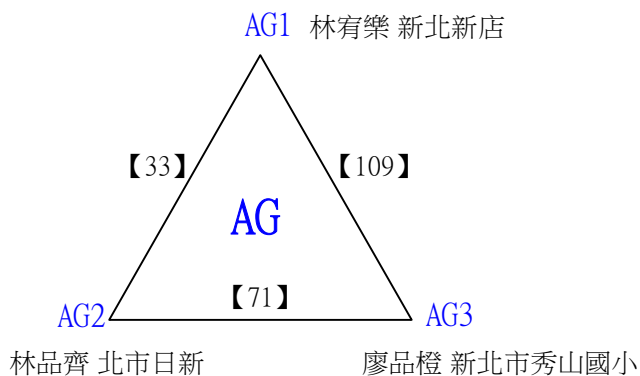 AG1 林宥樂 新北新店
【33】 【109】
AG
【71】
AG2 AG3
林品齊 北市日新 廖品橙 新北市秀山國小